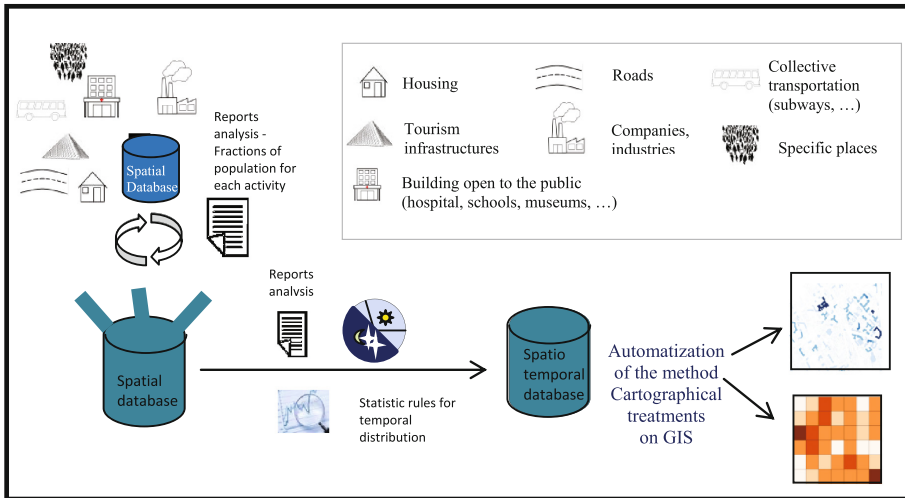 Reports
analysis -
Fractions of
population for
each activity
Spatial
Database
Housing
Roads
Collective
transportation
(subways, ...)
Tourism
infrastructures
Companies,
industries
Specific places
Building open to the public
(hospital, schools, museums, ...)
Reports
analysis
Spatial
database
Statistic rules for
temporal
distribution
Spatio
temporal
database
Automatization
of the method
Cartographical
treatments
on GIS